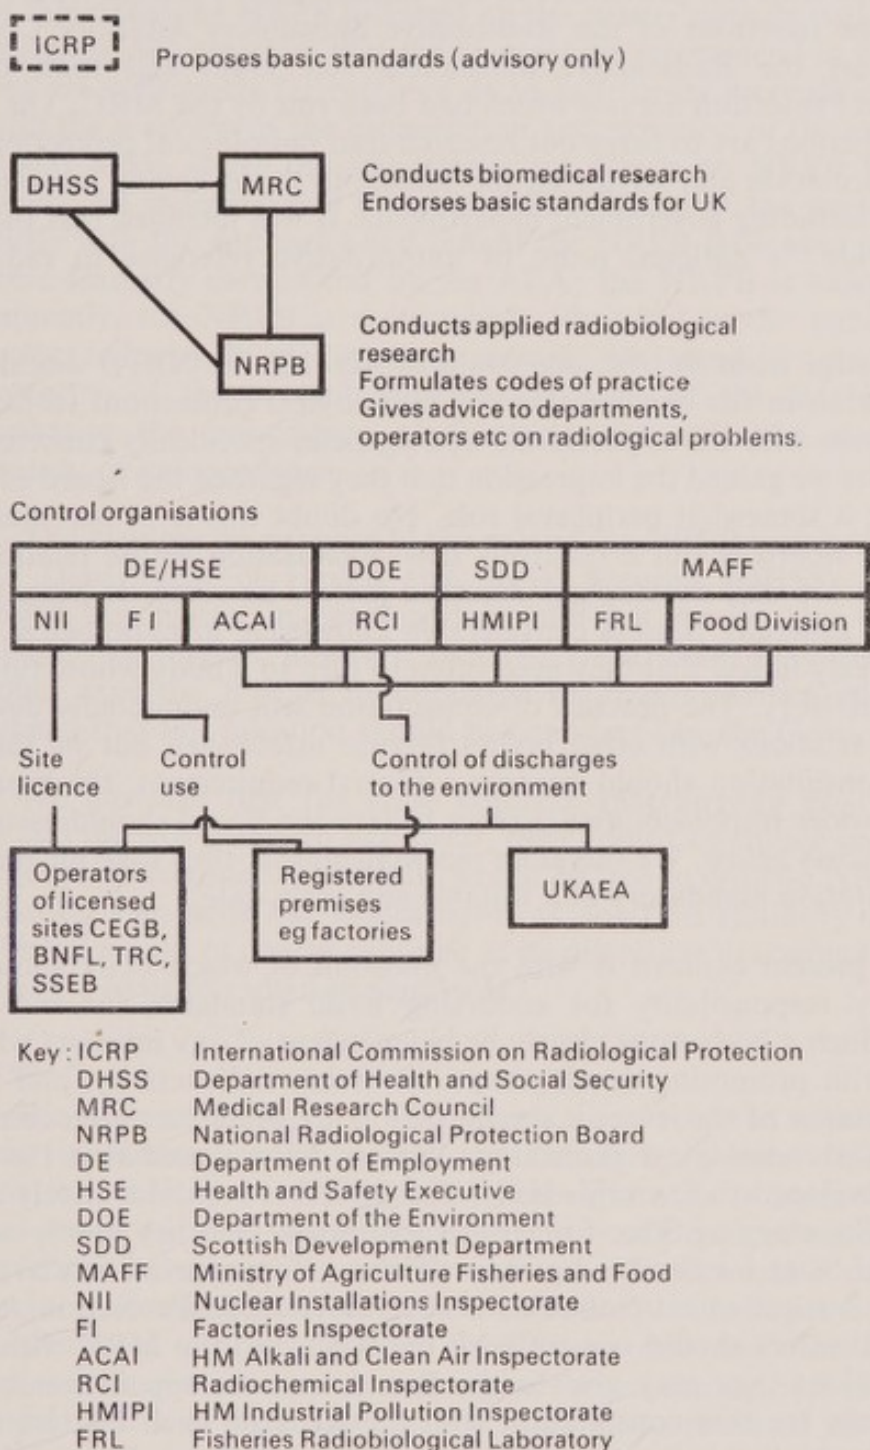 ICRP
Proposes basic standards (advisory only)
DHSS
MRC
Conducts biomedical research
Endorses basic standards for UK
NRPB
Conducts applied radiobiological
research
Formulates codes of practice
Gives advice to departments,
operators etc on radiological problems.
Control organisations
DE/HSE DOE SDD MAFF
NII FI ACAI RCI HMIPI FRL Food Division
Site
licence
Control
use
Control of discharges
to the environment
Operators
of licensed
sites CEGB,
BNFL, TRC,
SSEB
Registered
premises
eg factories
UKAEA
Key : ICRP International Commission on Radiological Protection
DHSS Department of Health and Social Security
MRC Medical Research Council
NRPB National Radiological Protection Board
DE Department of Employment
HSE Health and Safety Executive
DOE Department of the Environment
SDD Scottish Development Department
MAFF Ministry of Agriculture Fisheries and Food
NII Nuclear Installations Inspectorate
FI Factories Inspectorate
ACAI HM Alkali and Clean Air Inspectorate
RCI Radiochemical Inspectorate
HMIPI HM Industrial Pollution Inspectorate
FRL Fisheries Radiobiological Laboratory